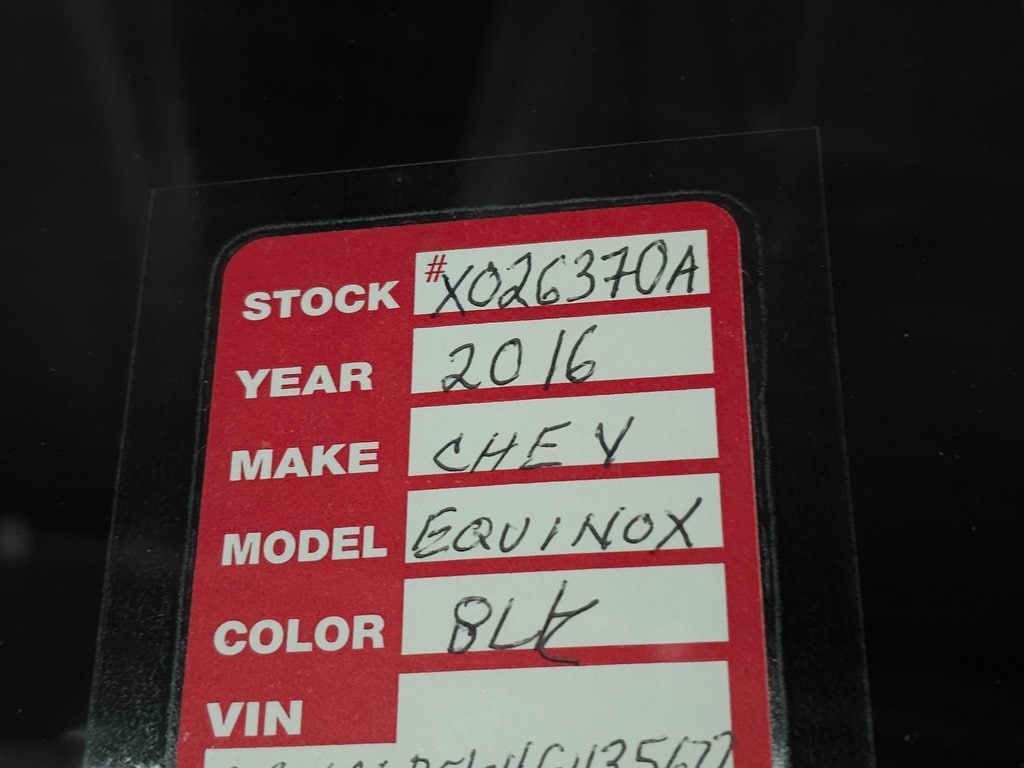 STOCK #X026370A
YEAR 2016
MAKE CHEV
MODEL EQUINOX
COLOR BLK
VIN